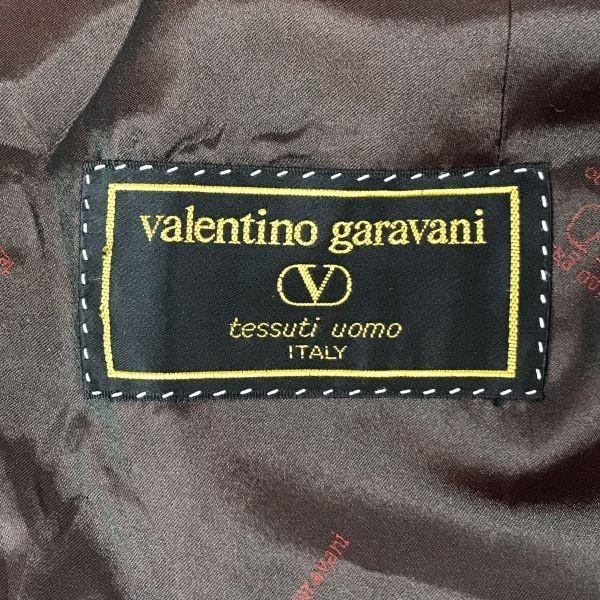 valentino garavani
V
tessuti uomo
ITALY